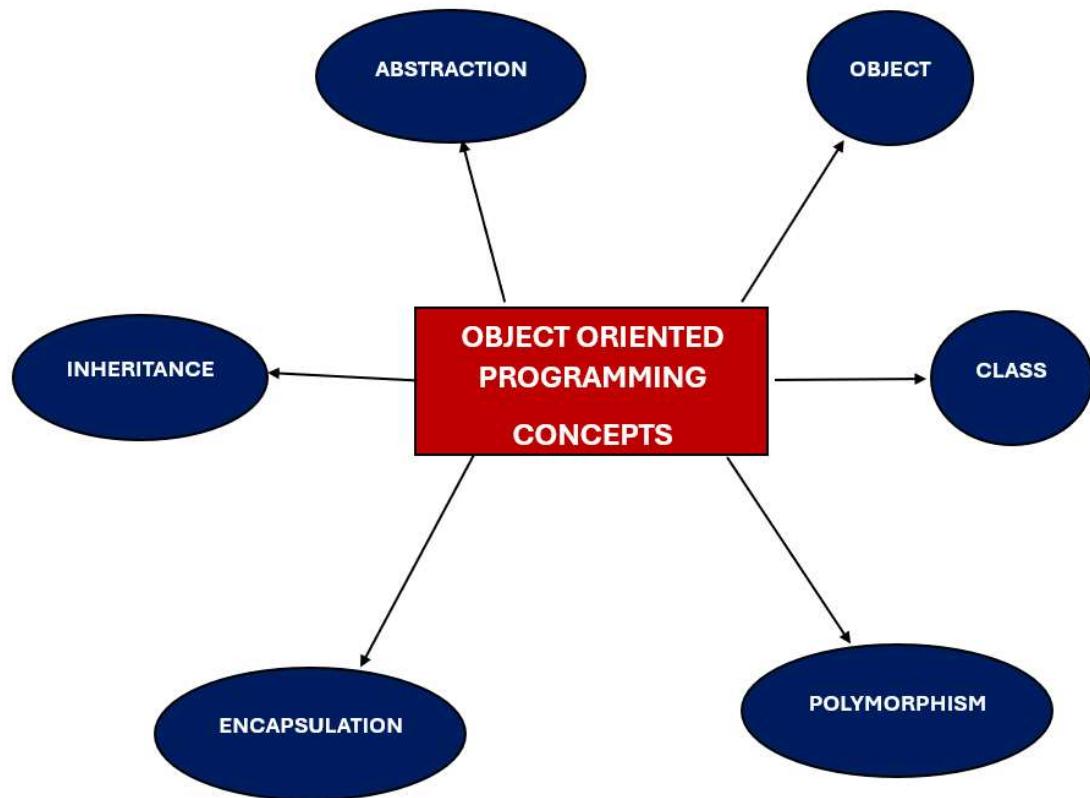 ABSTRACTION
OBJECT
OBJECT ORIENTED
PROGRAMMING
CONCEPTS
INHERITANCE
CLASS
ENCAPSULATION
POLYMORPHISM